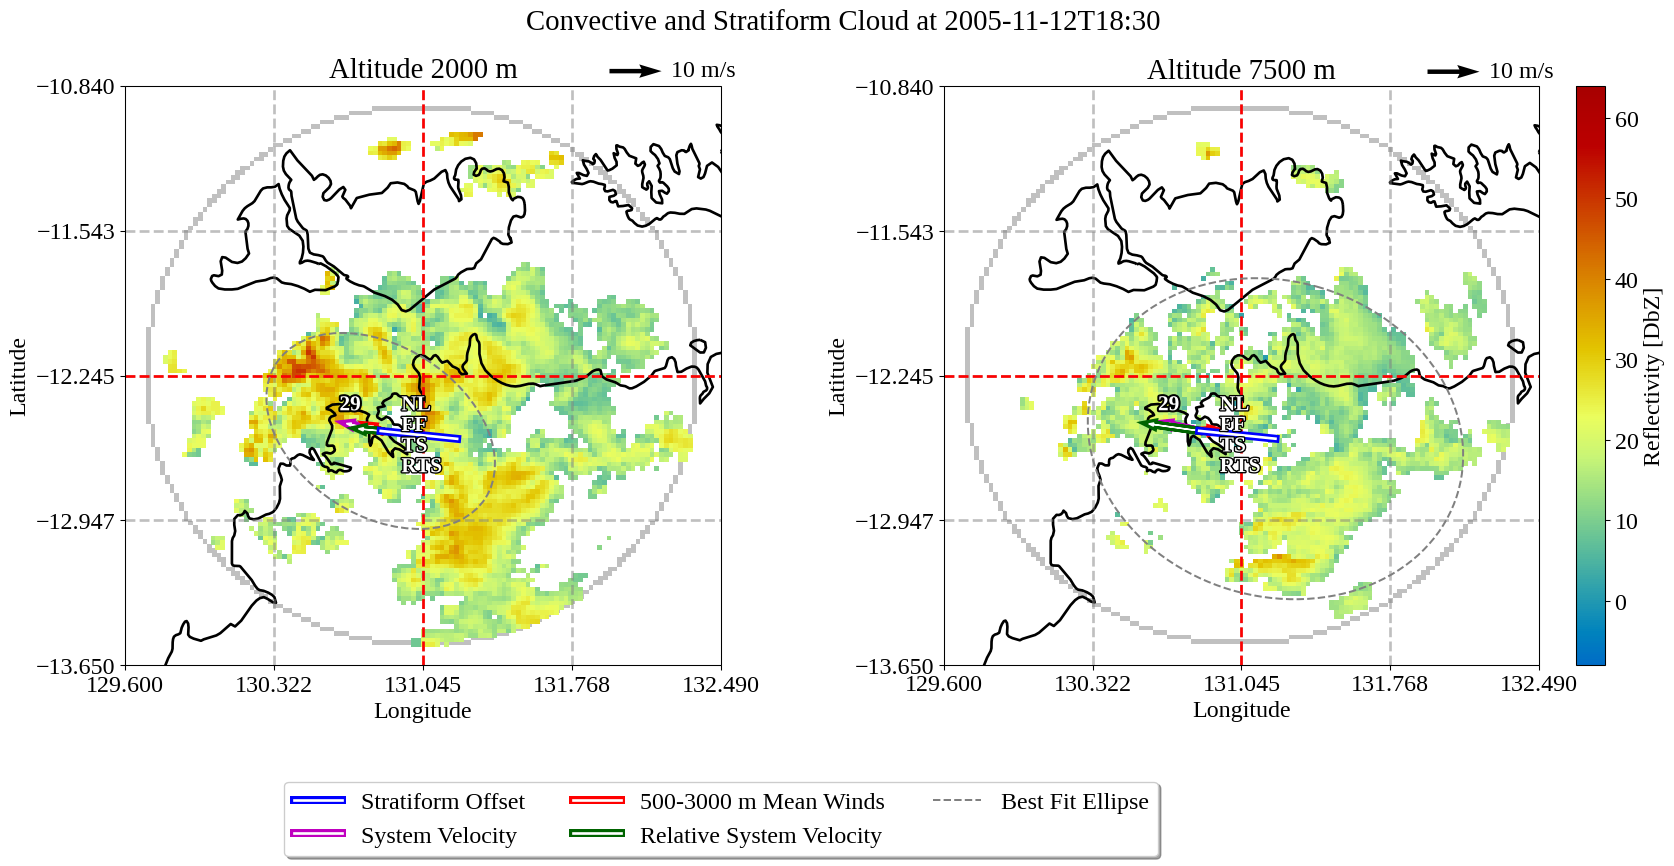 Convective and Stratiform Cloud at 2005-11-12T18:30
Altitude 2000 m
10 m/s
Altitude 7500 m
10 m/s
−10.840
−11.543
−12.245
−12.947
−13.650
Latitude
129.600
130.322
131.045
131.768
132.490
Longitude
29
NL
FF
TS
RTS
−10.840
−11.543
−12.245
−12.947
−13.650
Latitude
129.600
130.322
131.045
131.768
132.490
Longitude
29
NL
FF
TS
RTS
60
50
40
30
20
10
0
Reflectivity [DbZ]
Stratiform Offset
500-3000 m Mean Winds
Best Fit Ellipse
System Velocity
Relative System Velocity